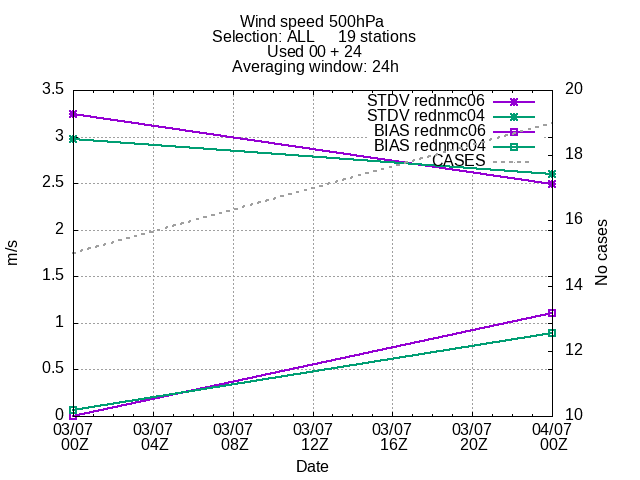 Wind speed 500hPa
Selection: ALL 19 stations
Used 00 + 24
Averaging window: 24h
STDV rednmc06
STDV rednmc04
BIAS rednmc06
BIAS rednmc04
CASES
3.5
3
2.5
2
1.5
1
0.5
0
m/s
20
18
16
14
12
10
No cases
03/07 03/07 03/07 03/07 03/07 03/07 04/07
00Z 04Z 08Z 12Z 16Z 20Z 00Z
Date